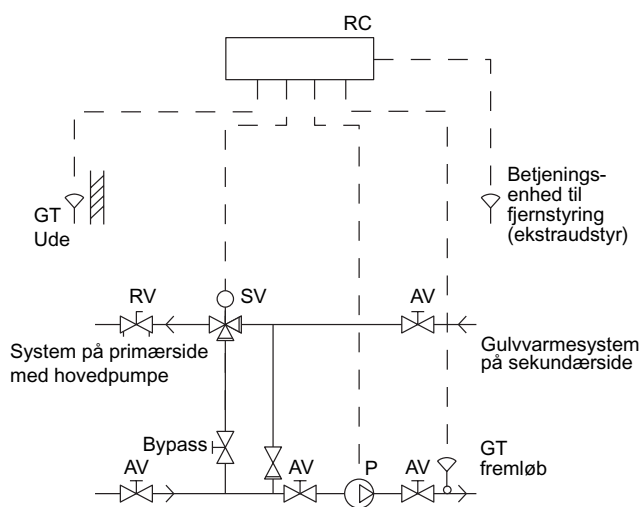 RC
GT
Ude
Betjenings-
enhed til
fjernstyring
(ekstraudstyr)
RV
SV
AV
System på primærside
med hovedpumpe
Gulvvarmesystem
på sekundærside
Bypass
AV
AV
P
AV
GT
fremløb